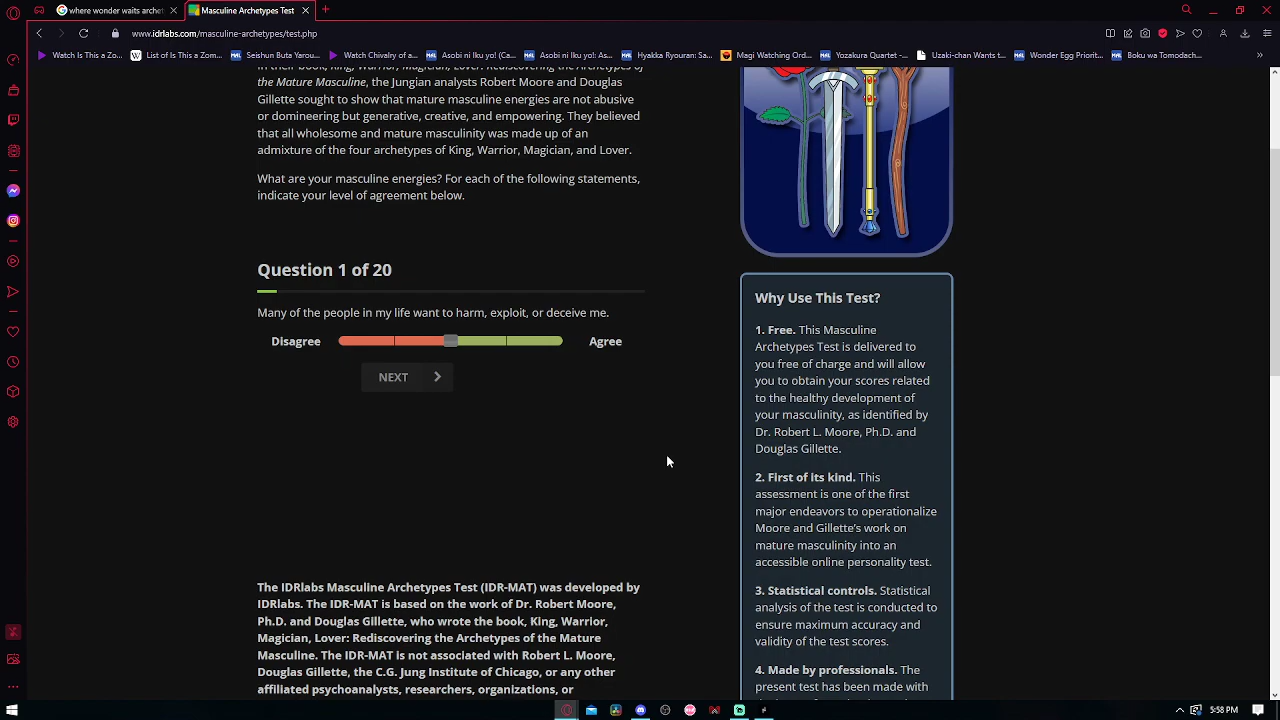 where wonder waits archet
Masculine Archetypes Test
www.idrlabs.com/masculine-archetypes/test.php
Watch Is This a Zom...
List of Is This a Zom...
Seishun Buta Yarou...
Watch Chivalry of a...
Asobi ni Iku yo! (Ca...
Asobi ni Iku yo!: As...
Hyakka Ryouran: Sa...
Magi Watching Ord...
Yozakura Quartet -...
Uzaki-chan Wants t...
Wonder Egg Priorit...
Boku wa Tomodach...
In their book, King, Warrior, Magician, Lover: Rediscovering the Archetypes of
the Mature Masculine, the Jungian analysts Robert Moore and Douglas
Gillette sought to show that mature masculine energies are not abusive
or domineering but generative, creative, and empowering. They believed
that all wholesome and mature masculinity was made up of an
admixture of the four archetypes of King, Warrior, Magician, and Lover.
What are your masculine energies? For each of the following statements,
indicate your level of agreement below.
Question 1 of 20
Many of the people in my life want to harm, exploit, or deceive me.
Disagree
Agree
NEXT
The IDRlabs Masculine Archetypes Test (IDR-MAT) was developed by
IDRlabs. The IDR-MAT is based on the work of Dr. Robert Moore,
Ph.D. and Douglas Gillette, who wrote the book, King, Warrior,
Magician, Lover: Rediscovering the Archetypes of the Mature
Masculine. The IDR-MAT is not associated with Robert L. Moore,
Douglas Gillette, the C.G. Jung Institute of Chicago, or any other
affiliated psychoanalysts, researchers, organizations, or
Why Use This Test?
1. Free. This Masculine
Archetypes Test is delivered to
you free of charge and will allow
you to obtain your scores related
to the healthy development of
your masculinity, as identified by
Dr. Robert L. Moore, Ph.D. and
Douglas Gillette.
2. First of its kind. This
assessment is one of the first
major endeavors to operationalize
Moore and Gillette's work on
mature masculinity into an
accessible online personality test.
3. Statistical controls. Statistical
analysis of the test is conducted to
ensure maximum accuracy and
validity of the test scores.
4. Made by professionals. The
present test has been made with
5:58 PM